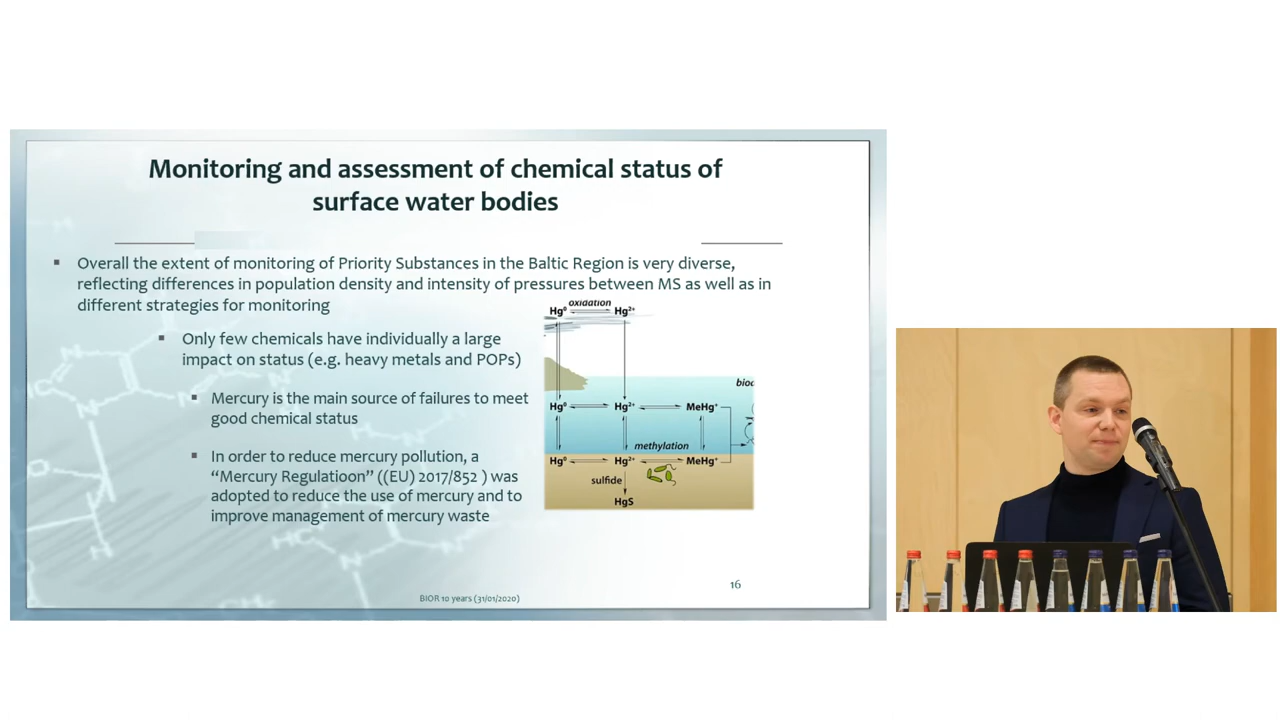 Monitoring and assessment of chemical status of
surface water bodies
Overall the extent of monitoring of Priority Substances in the Baltic Region is very diverse,
reflecting differences in population density and intensity of pressures between MS as well as in
different strategies for monitoring
Only few chemicals have individually a large
impact on status (e.g. heavy metals and POPs)
Mercury is the main source of failures to meet
good chemical status
In order to reduce mercury pollution, a
“Mercury Regulatioon” ((EU) 2017/852 ) was
adopted to reduce the use of mercury and to
improve management of mercury waste
oxidation
Hg⁰ Hg²⁺
Hg⁰ Hg²⁺ MeHg⁺
methylation
Hg⁰ Hg²⁺ MeHg⁺
sulfide
HgS
16
BIOR 10 years (31/01/2020)